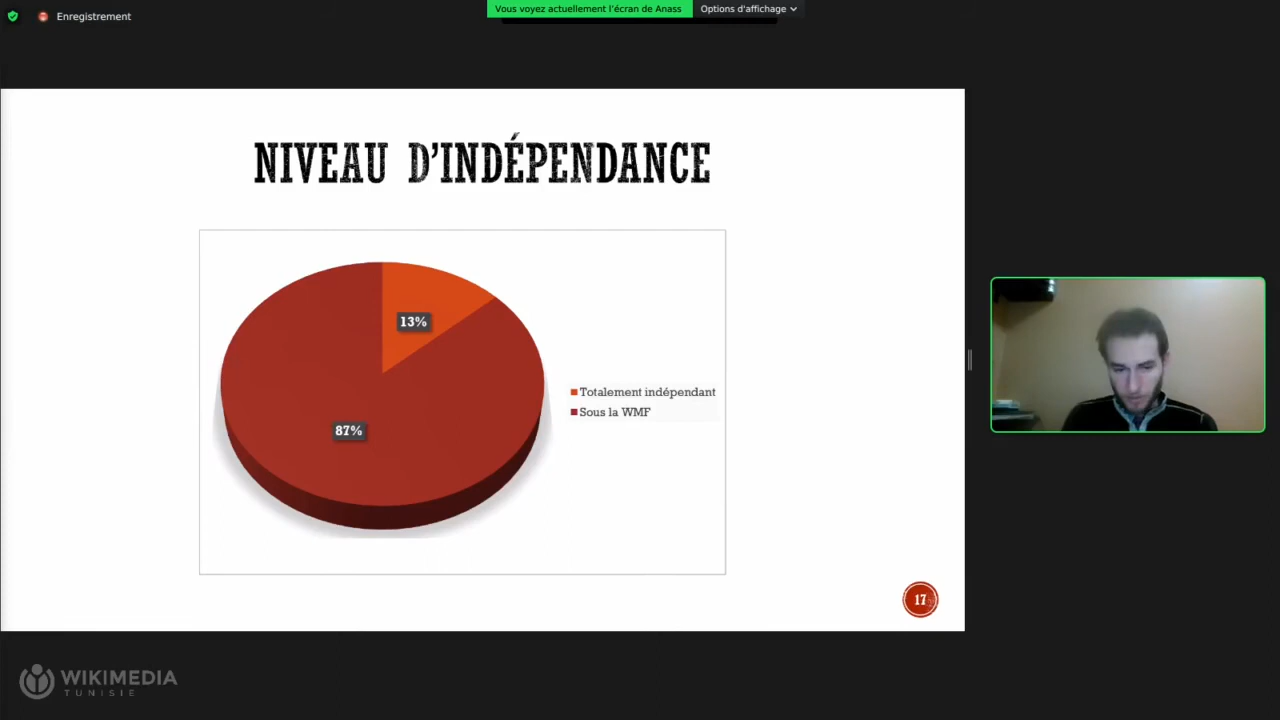 Enregistrement
Vous voyez actuellement l'écran de Anass
Options d'affichage
NIVEAU D'INDÉPENDANCE
13%
87%
Totalement indépendant
Sous la WMF
17
WIKIMEDIA
TUNISIE